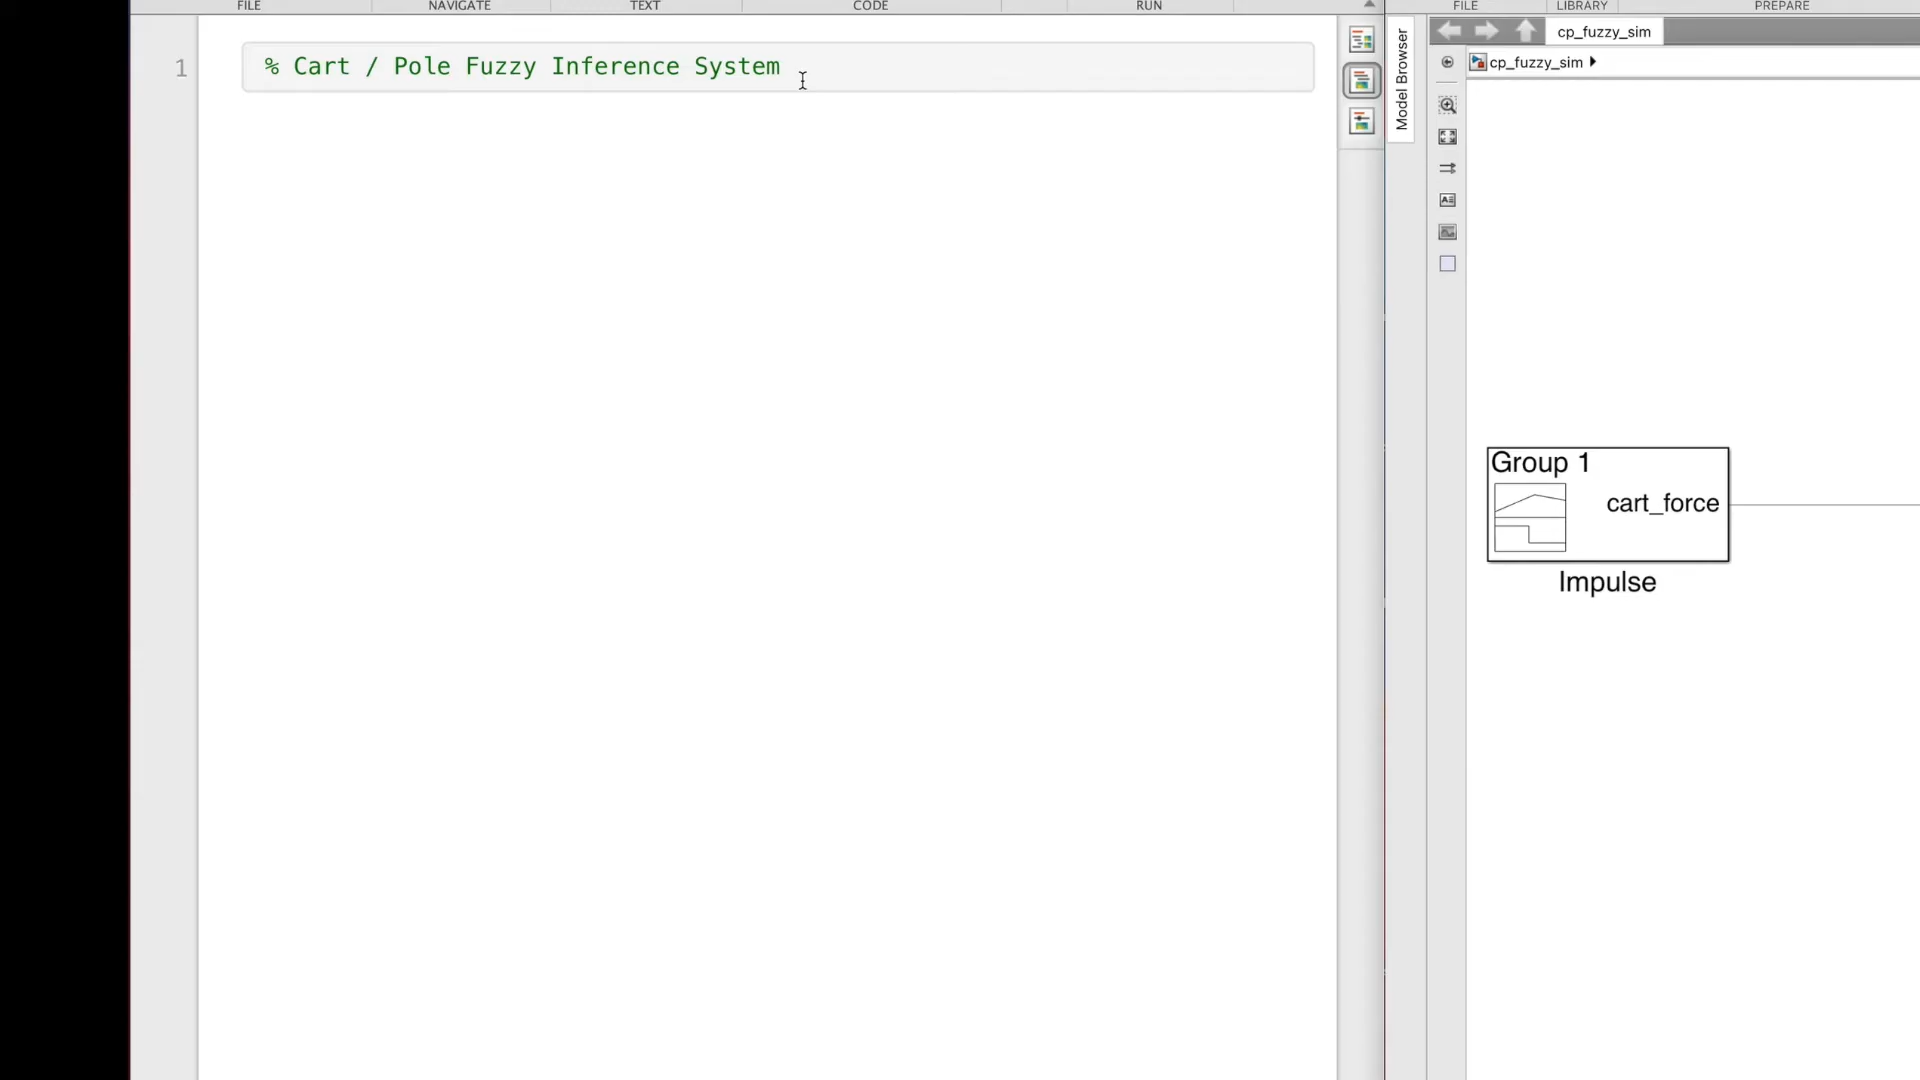 FILE NAVIGATE TEXT CODE RUN
1 % Cart / Pole Fuzzy Inference System
FILE LIBRARY PREPARE
cp_fuzzy_sim
cp_fuzzy_sim
Model Browser
Group 1
cart_force
Impulse